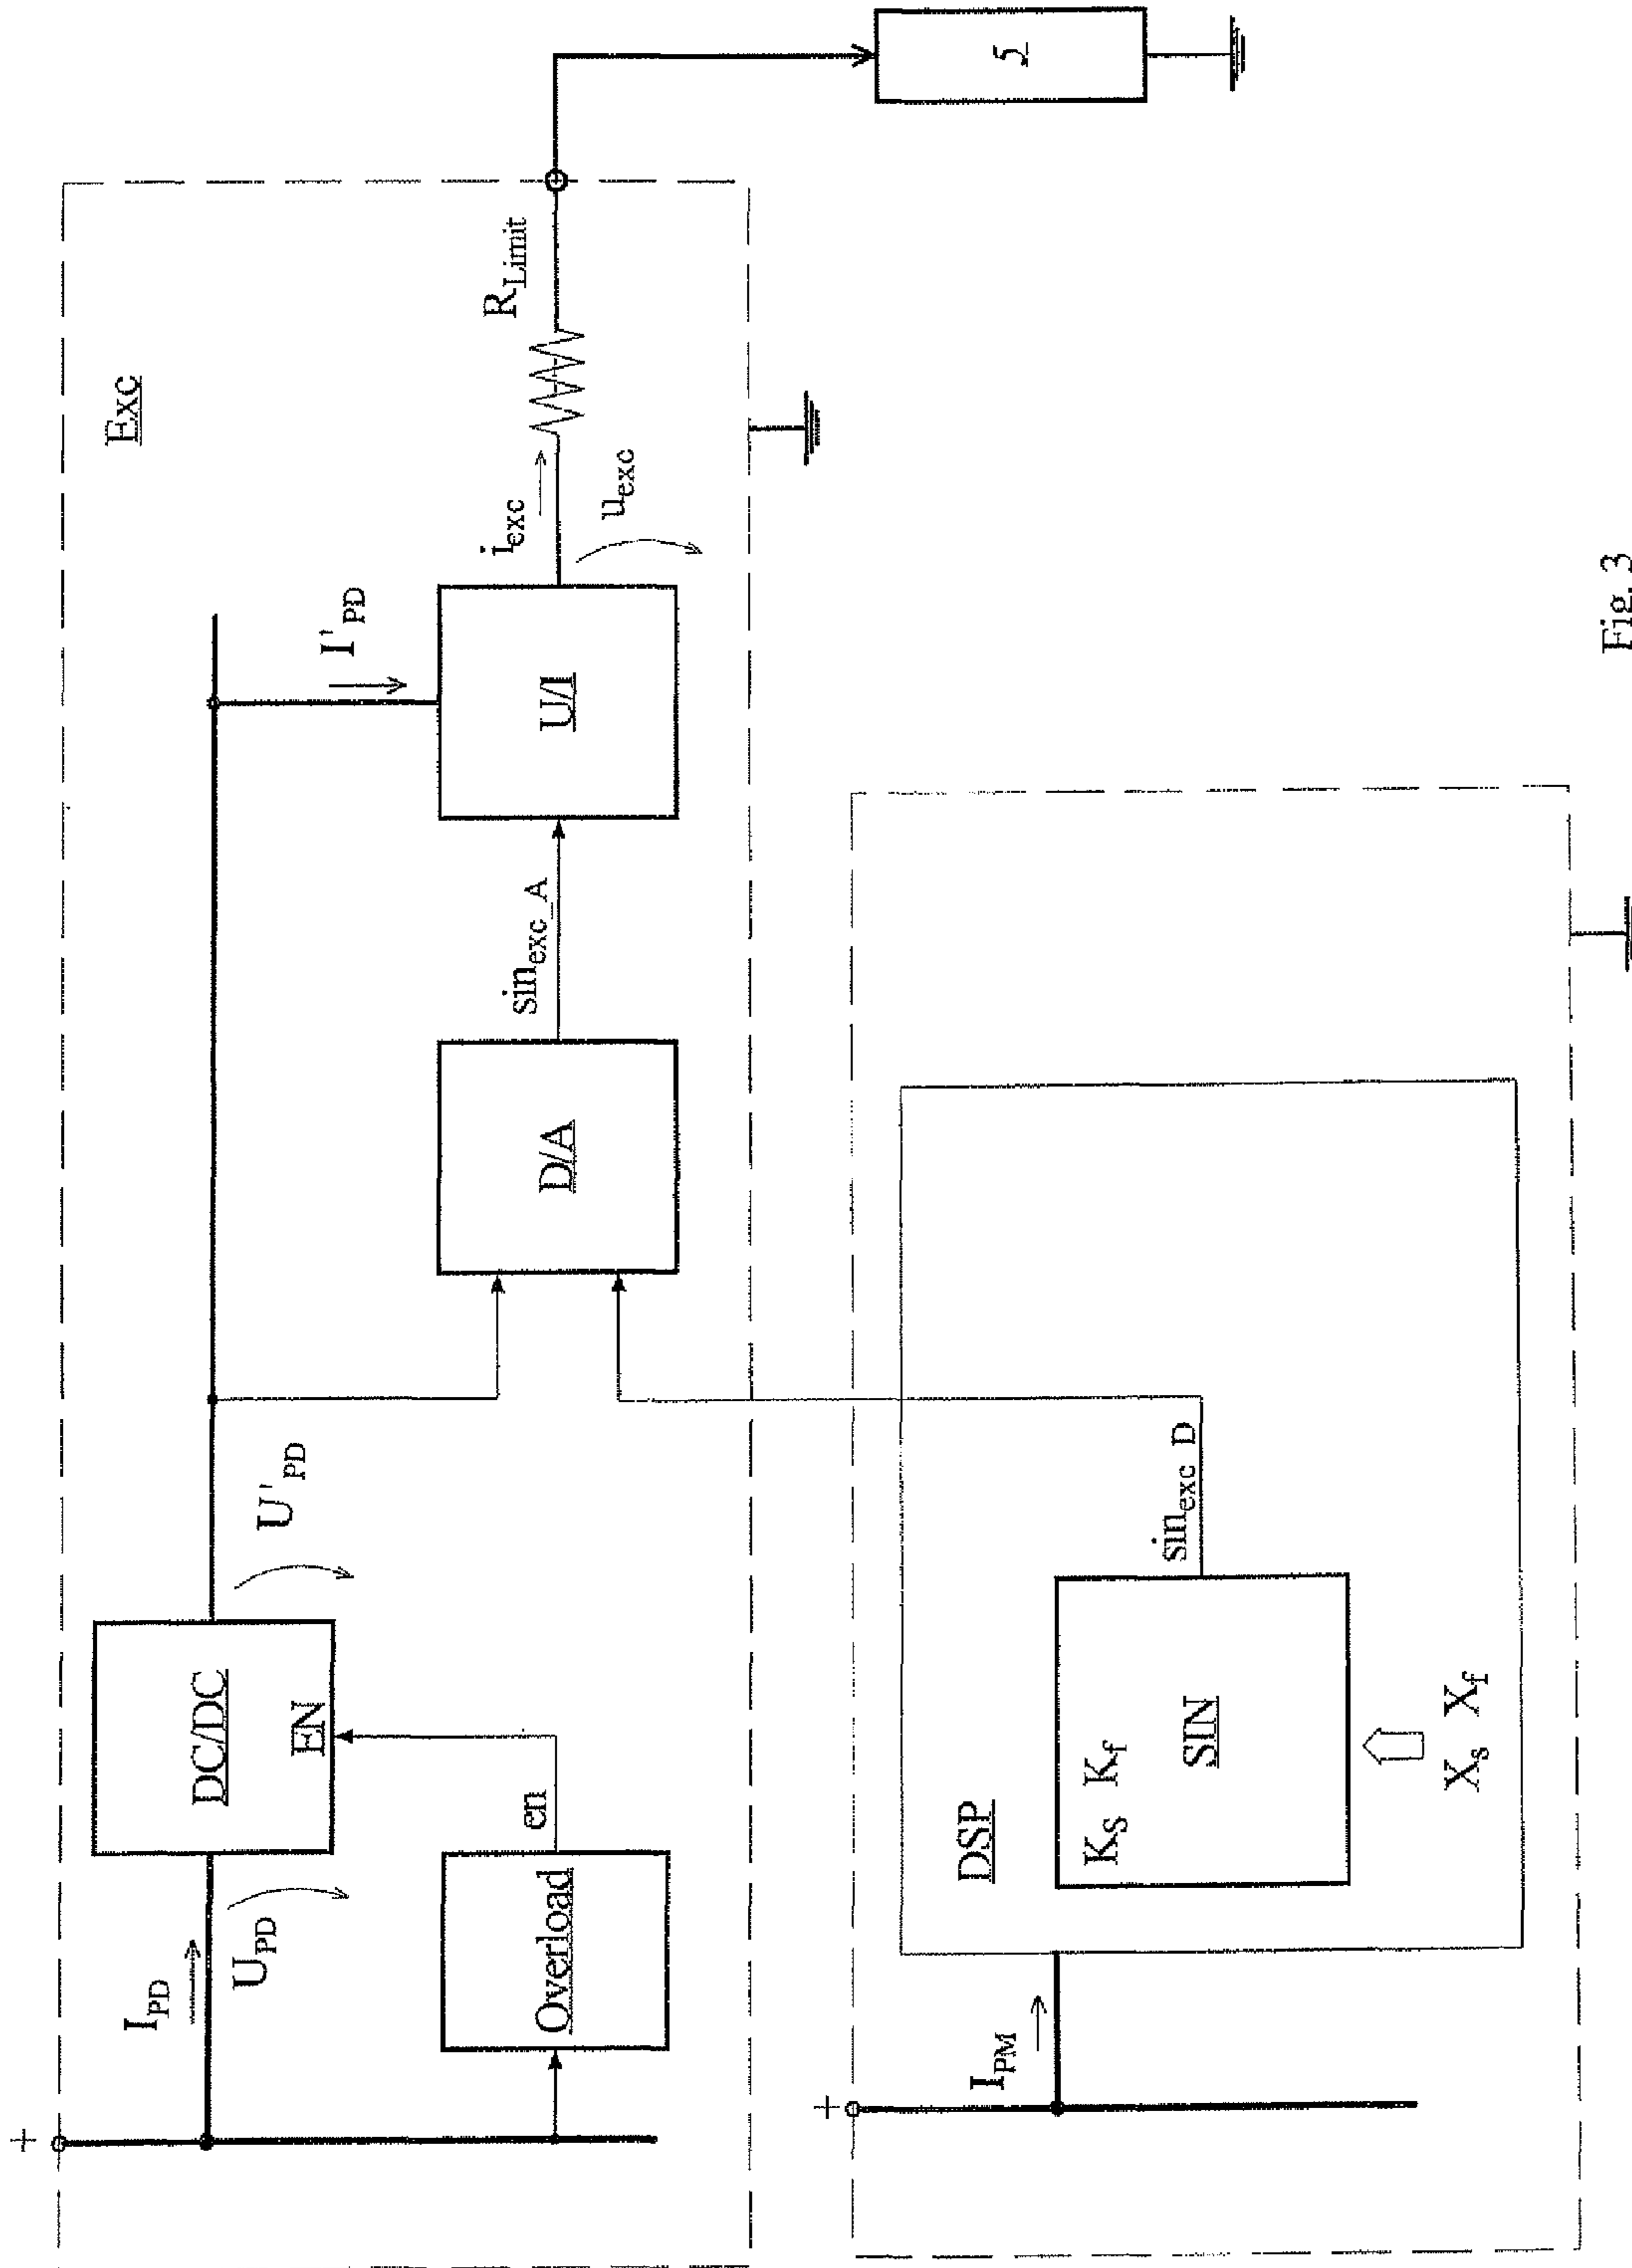 Exc
+
I_PD
U_PD
DC/DC
EN
U'_PD
en
Overload
D/A
sin_exc_A
I'_PD
U/I
i_exc
u_exc
R_Limit
5
+
I_PM
DSP
K_S K_f
SIN
X_s X_f
sin_exc_D
Fig. 3